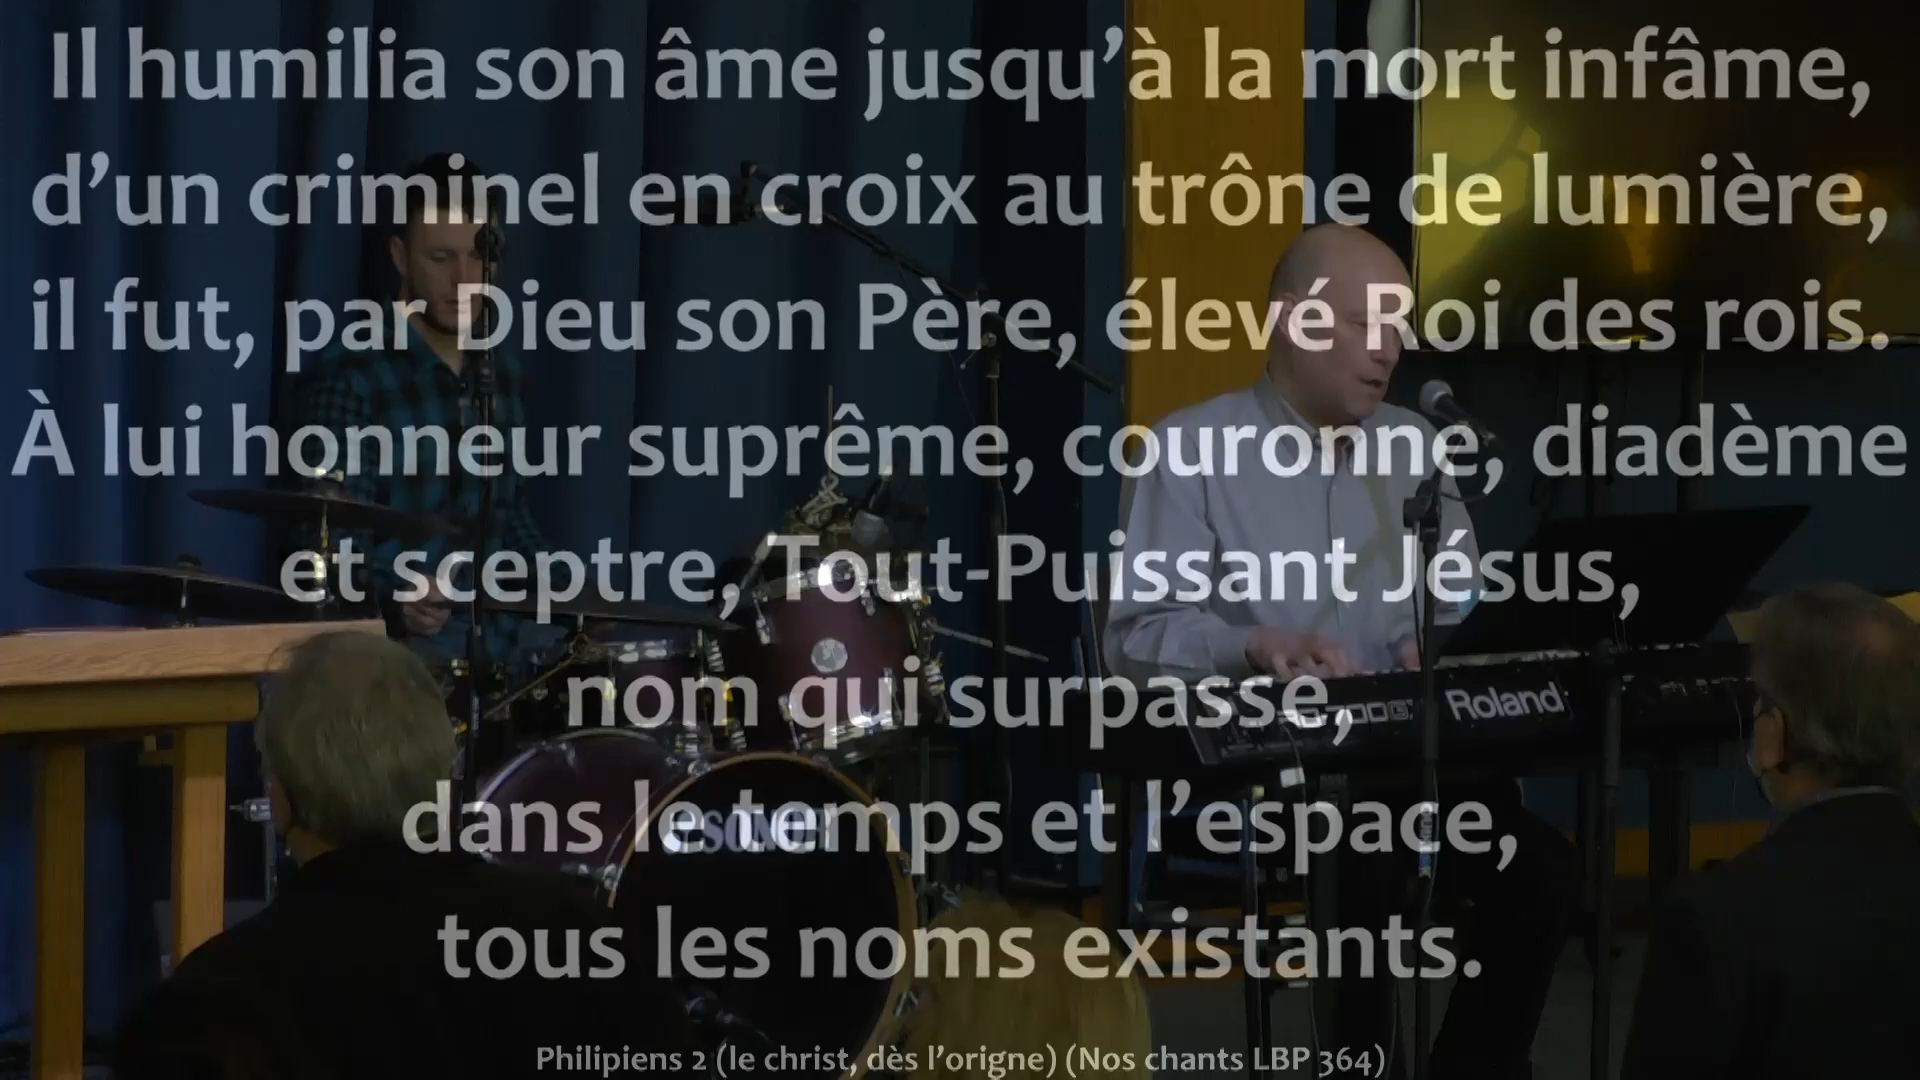 Il humilia son âme jusqu’à la mort infâme,
d’un criminel en croix au trône de lumière,
il fut, par Dieu son Père, élevé Roi des rois.
À lui honneur suprême, couronne, diadème
et sceptre, Tout-Puissant Jésus,
nom qui surpasse,
700
Roland
dans le temps et l’espace,
SONOR
tous les noms existants.
Philipiens 2 (le christ, dès l’origne) (Nos chants LBP 364)